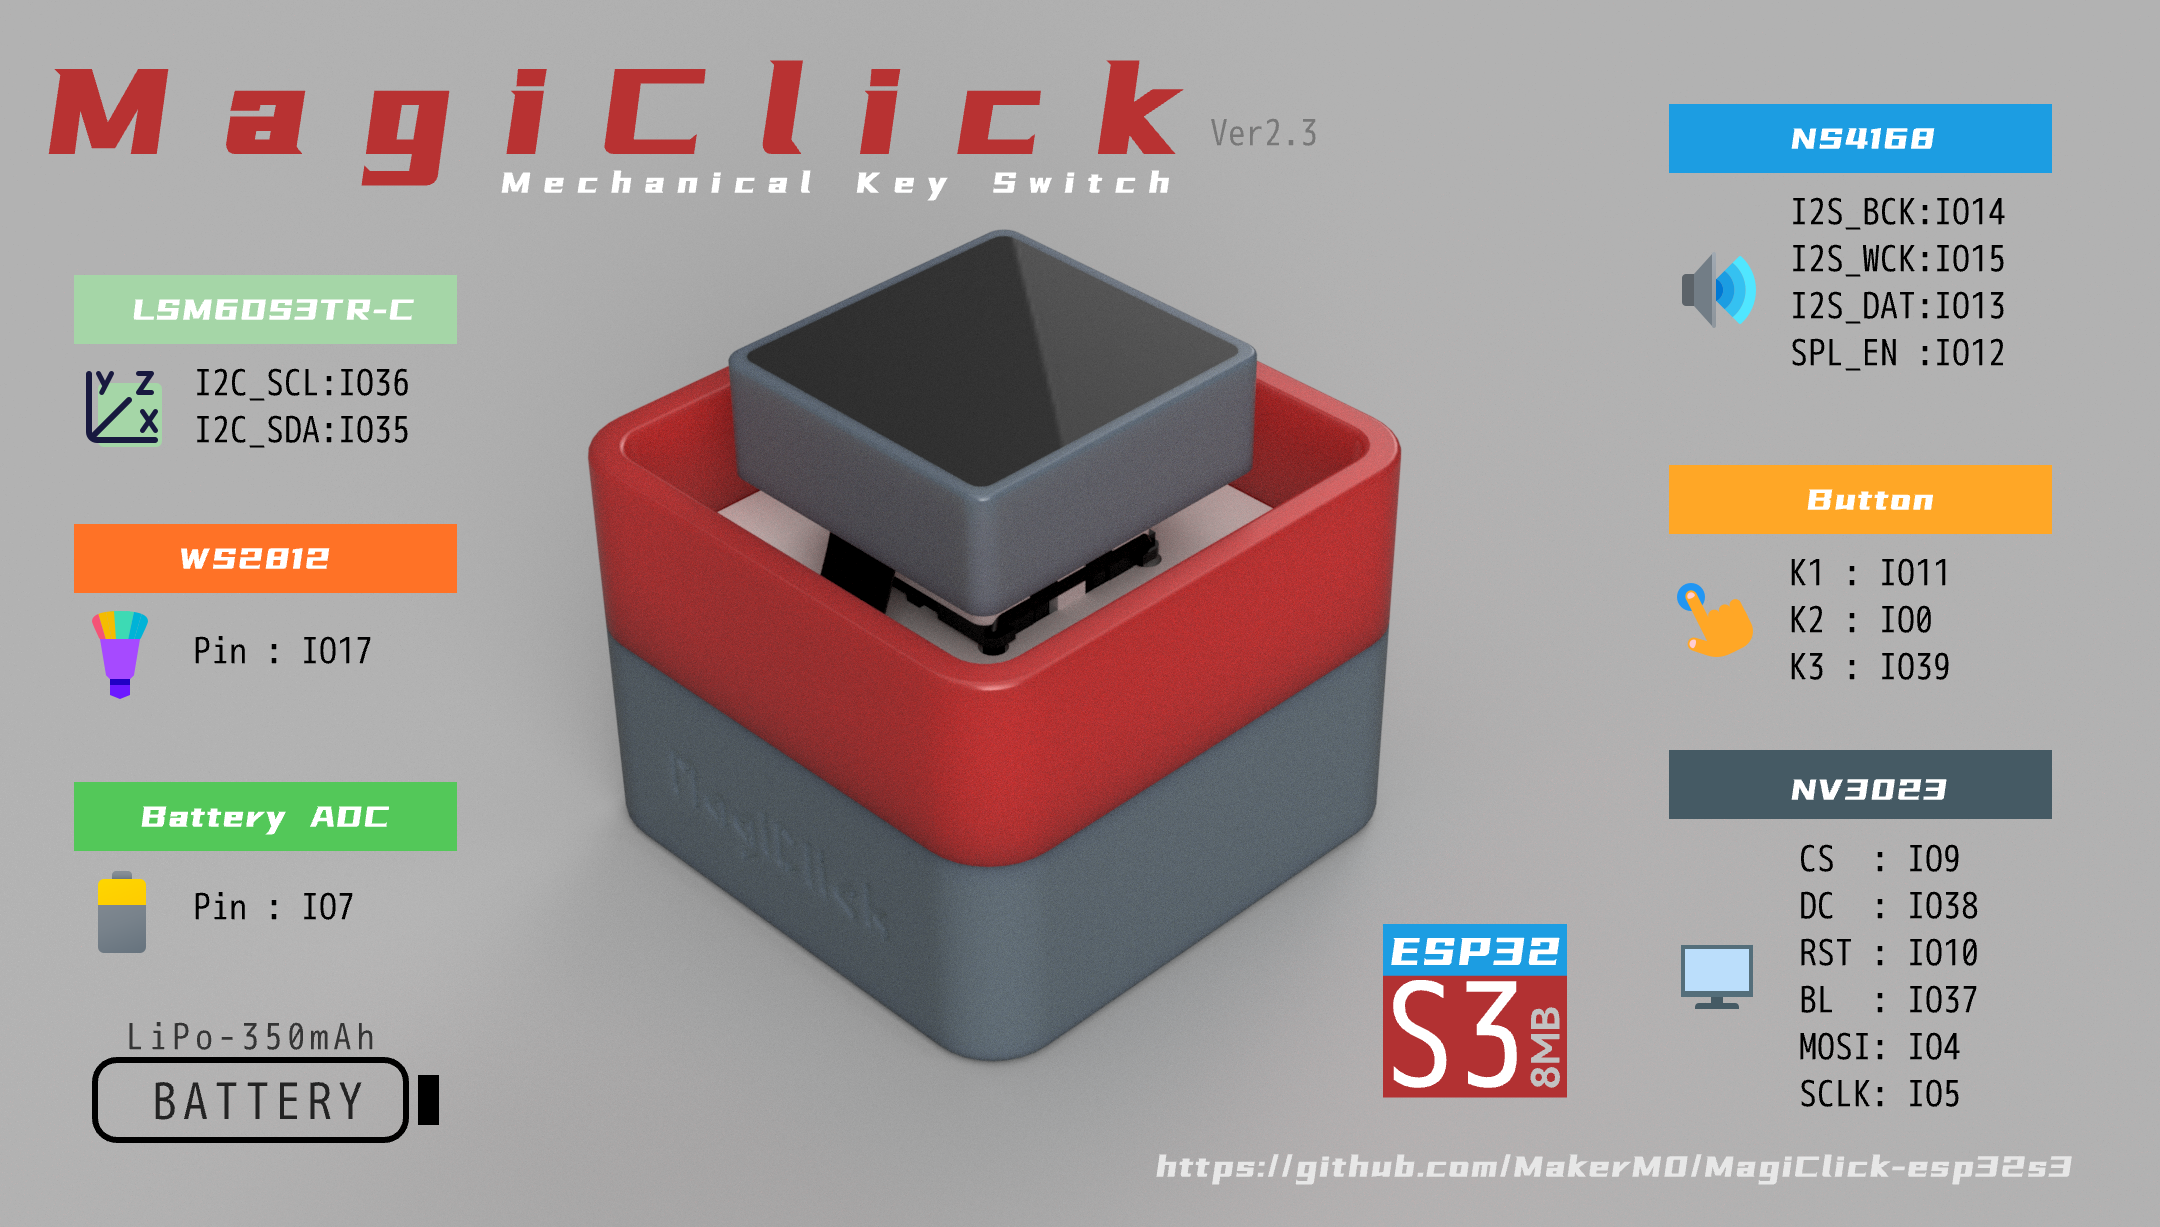 MagiClick
Ver2.3
Mechanical Key Switch
LSM6DS3TR-C
Y Z
X
I2C_SCL:IO36
I2C_SDA:IO35
WS2812
Pin : IO17
Battery ADC
Pin : IO7
LiPo-350mAh
BATTERY
MagiClick
ESP32
S3
8MB
NS4168
I2S_BCK:IO14
I2S_WCK:IO15
I2S_DAT:IO13
SPL_EN :IO12
Button
K1 : IO11
K2 : IO0
K3 : IO39
NV3023
CS : IO9
DC : IO38
RST : IO10
BL : IO37
MOSI: IO4
SCLK: IO5
https://github.com/MakerM0/MagiClick-esp32s3